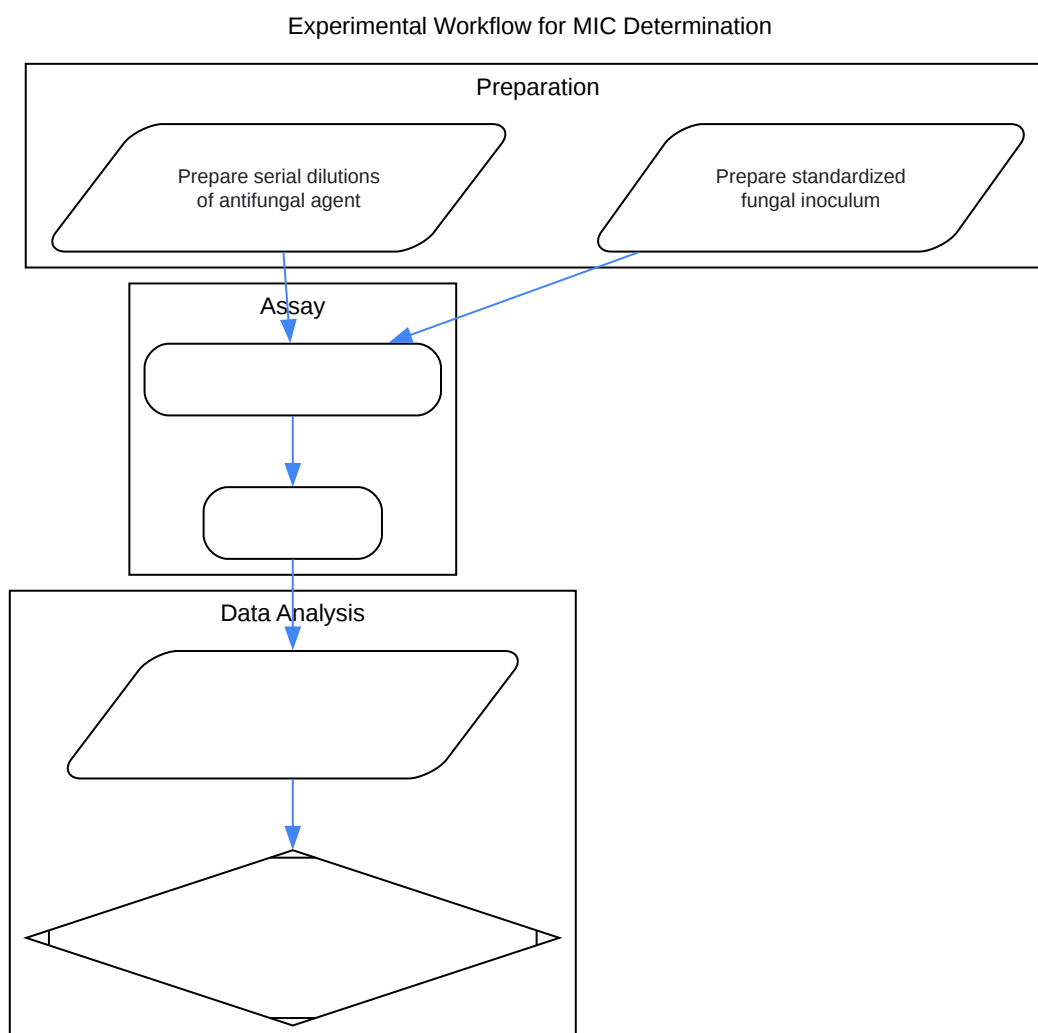 Experimental Workflow for MIC Determination
Preparation
Prepare serial dilutions
of antifungal agent
Prepare standardized
fungal inoculum
Assay
Data Analysis